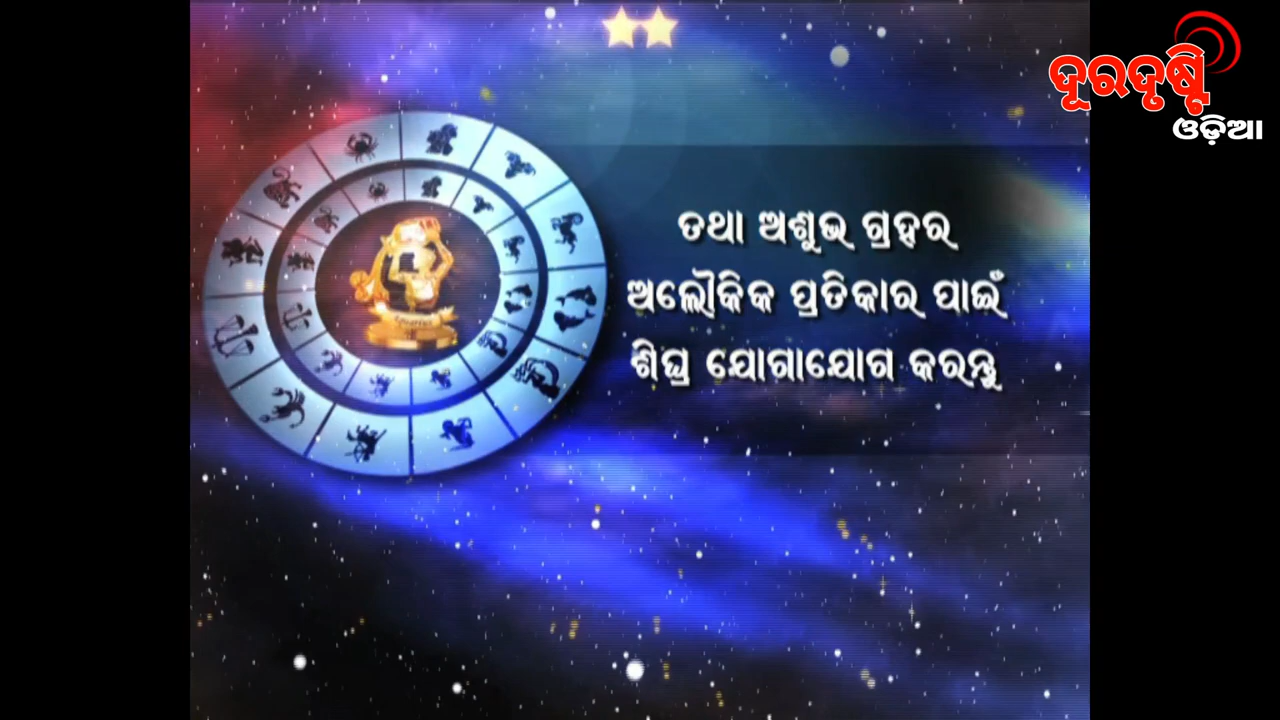 ଦୂରଦୃଷ୍ଟି
ଓଡ଼ିଆ
ତଥା ଅଶୁଭ ଗ୍ରହର
ଅଲୌକିକ ପ୍ରତିକାର ପାଇଁ
ଶିଘ୍ର ଯୋଗାଯୋଗ କରନ୍ତୁ